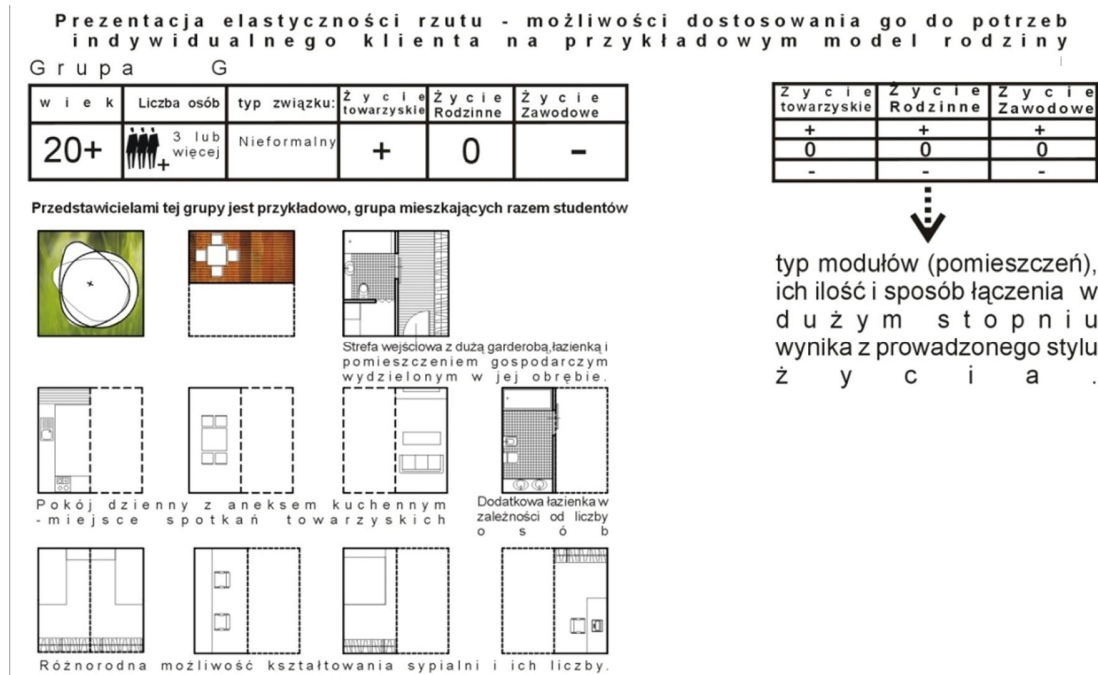 Prezentacja elastyczności rzutu - możliwości dostosowania go do potrzeb
indywidualnego klienta na przykładowym model rodziny
Grupa G
wiek
Liczba osób
typ związku:
Życie
towarzyskie
Życie
Rodzinne
Życie
Zawodowe
20+
+
3 lub
więcej
Nieformalny
+
0
-
Przedstawicielami tej grupy jest przykładowo, grupa mieszkających razem studentów
Strefa wejściowa z dużą garderobą,łazienką i
pomieszczeniem gospodarczym
wydzielonym w jej obrębie.
Pokój dzienny z aneksem kuchennym
-miejsce spotkań towarzyskich
Dodatkowa łazienka w
zależności od liczby
osób
Różnorodna możliwość kształtowania sypialni i ich liczby.
Życie
towarzyskie
Życie
Rodzinne
Życie
Zawodowe
+ + +
0 0 0
- - -
typ modułów (pomieszczeń),
ich ilość i sposób łączenia w
dużym stopniu
wynika z prowadzonego stylu
życia.